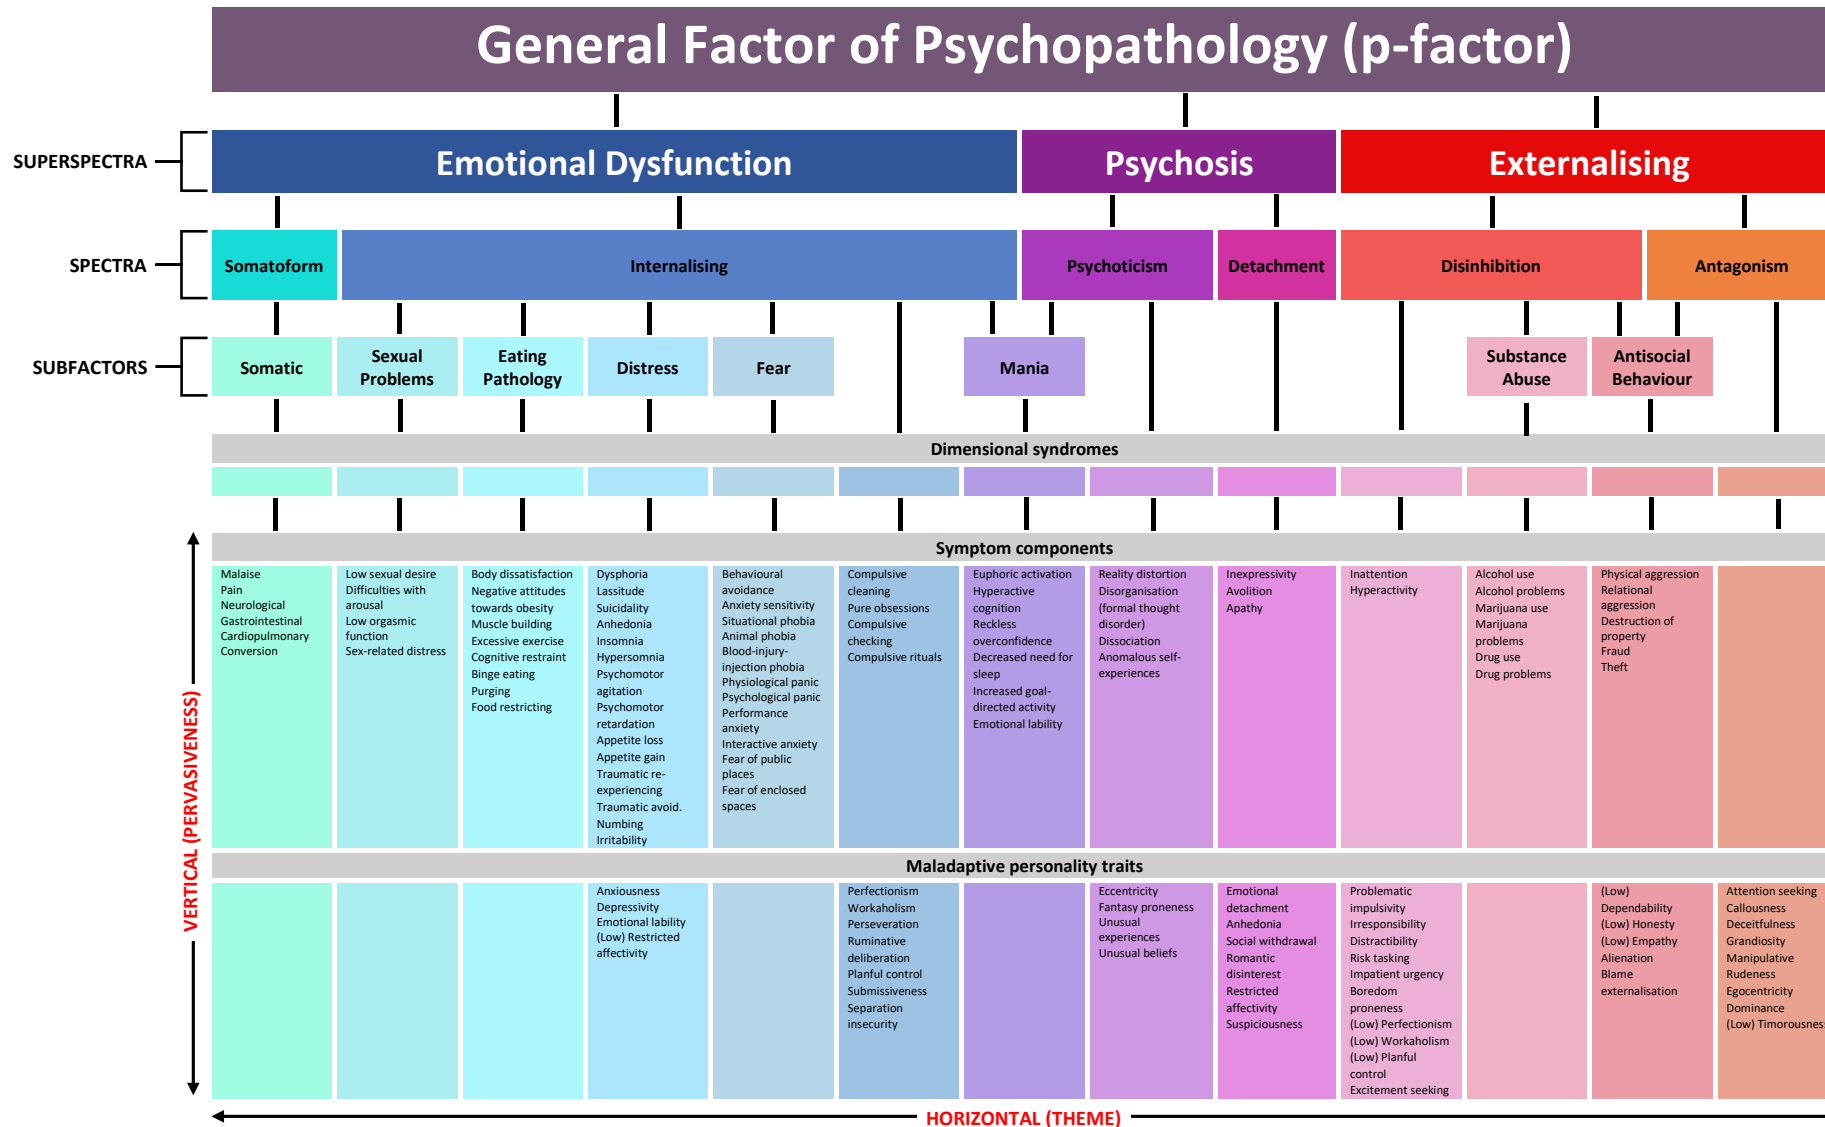 General Factor of Psychopathology (p-factor)
SUPERSPECTRA
Emotional Dysfunction
Psychosis
Externalising
SPECTRA
Somatoform
Internalising
Psychoticism
Detachment
Disinhibition
Antagonism
SUBFACTORS
Somatic
Sexual
Problems
Eating
Pathology
Distress
Fear
Mania
Substance
Abuse
Antisocial
Behaviour
Dimensional syndromes
VERTICAL (PERVASIVENESS)
Symptom components
Malaise
Pain
Neurological
Gastrointestinal
Cardiopulmonary
Conversion
Low sexual desire
Difficulties with
arousal
Low orgasmic
function
Sex-related distress
Body dissatisfaction
Negative attitudes
towards obesity
Muscle building
Excessive exercise
Cognitive restraint
Binge eating
Purging
Food restricting
Dysphoria
Lassitude
Suicidality
Anhedonia
Insomnia
Hypersomnia
Psychomotor
agitation
Psychomotor
retardation
Appetite loss
Appetite gain
Traumatic re-
experiencing
Traumatic avoid.
Numbing
Irritability
Behavioural
avoidance
Anxiety sensitivity
Situational phobia
Animal phobia
Blood-injury-
injection phobia
Physiological panic
Psychological panic
Performance
anxiety
Interactive anxiety
Fear of public
places
Fear of enclosed
spaces
Compulsive
cleaning
Pure obsessions
Compulsive
checking
Compulsive rituals
Euphoric activation
Hyperactive
cognition
Reckless
overconfidence
Decreased need for
sleep
Increased goal-
directed activity
Emotional lability
Reality distortion
Disorganisation
(formal thought
disorder)
Dissociation
Anomalous self-
experiences
Inexpressivity
Avolition
Apathy
Inattention
Hyperactivity
Alcohol use
Alcohol problems
Marijuana use
Marijuana
problems
Drug use
Drug problems
Physical aggression
Relational
aggression
Destruction of
property
Fraud
Theft
Maladaptive personality traits
Anxiousness
Depressivity
Emotional lability
(Low) Restricted
affectivity
Perfectionism
Workaholism
Perseveration
Ruminative
deliberation
Planful control
Submissiveness
Separation
insecurity
Eccentricity
Fantasy proneness
Unusual
experiences
Unusual beliefs
Emotional
detachment
Anhedonia
Social withdrawal
Romantic
disinterest
Restricted
affectivity
Suspiciousness
Problematic
impulsivity
Irresponsibility
Distractibility
Risk tasking
Impatient urgency
Boredom
proneness
(Low) Perfectionism
(Low) Workaholism
(Low) Planful
control
Excitement seeking
(Low)
Dependability
(Low) Honesty
(Low) Empathy
Alienation
Blame
externalisation
Attention seeking
Callousness
Deceitfulness
Grandiosity
Manipulative
Rudeness
Egocentricity
Dominance
(Low) Timorousnes
HORIZONTAL (THEME)